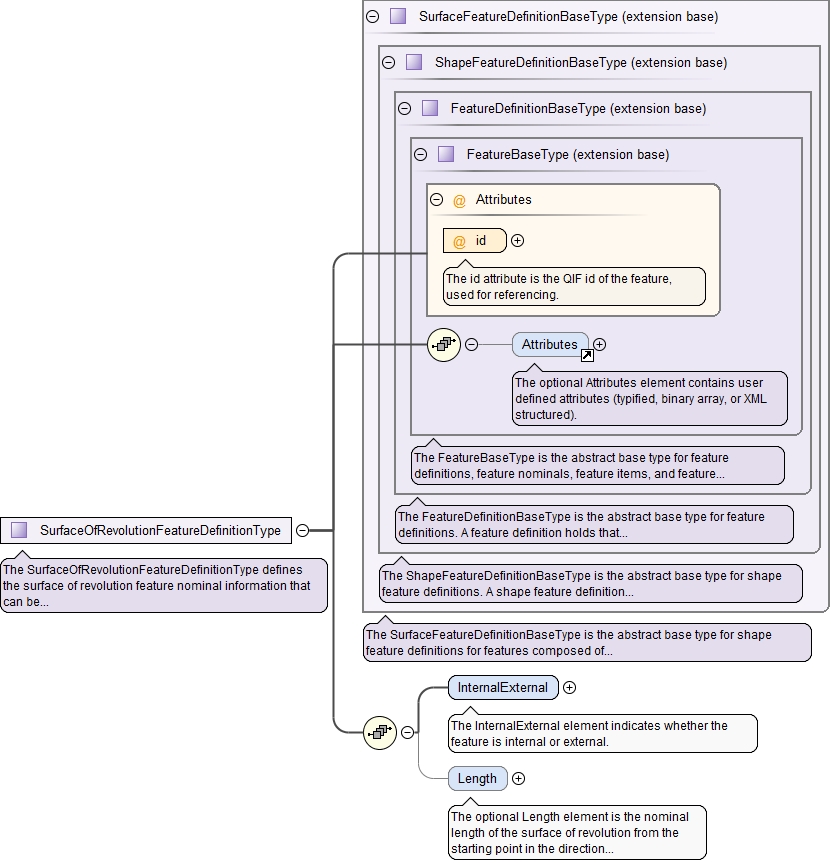 SurfaceFeatureDefinitionBaseType (extension base)
ShapeFeatureDefinitionBaseType (extension base)
FeatureDefinitionBaseType (extension base)
FeatureBaseType (extension base)
@ Attributes
@ id
The id attribute is the QIF id of the feature,
used for referencing.
Attributes
The optional Attributes element contains user
defined attributes (typified, binary array, or XML
structured).
The FeatureBaseType is the abstract base type for feature
definitions, feature nominals, feature items, and feature...
The FeatureDefinitionBaseType is the abstract base type for feature
definitions. A feature definition holds that...
The ShapeFeatureDefinitionBaseType is the abstract base type for shape
feature definitions. A shape feature definition...
The SurfaceFeatureDefinitionBaseType is the abstract base type for shape
feature definitions for features composed of...
SurfaceOfRevolutionFeatureDefinitionType
The SurfaceOfRevolutionFeatureDefinitionType defines
the surface of revolution feature nominal information that
can be...
InternalExternal
The InternalExternal element indicates whether the
feature is internal or external.
Length
The optional Length element is the nominal
length of the surface of revolution from the
starting point in the direction...